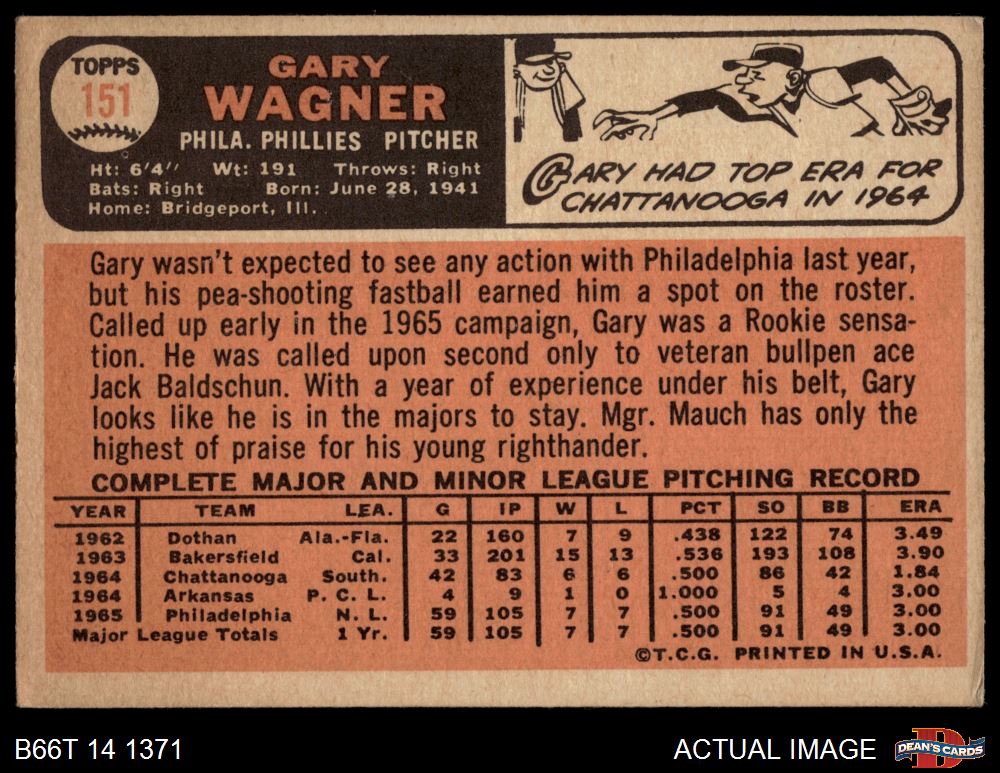 TOPPS
151
GARY
WAGNER
PHILA. PHILLIES PITCHER
Ht: 6'4" Wt: 191 Throws: Right
Bats: Right Born: June 28, 1941
Home: Bridgeport, Ill.
GARY HAD TOP ERA FOR
CHATTANOOGA IN 1964
Gary wasn't expected to see any action with Philadelphia last year,
but his pea-shooting fastball earned him a spot on the roster.
Called up early in the 1965 campaign, Gary was a Rookie sensa-
tion. He was called upon second only to veteran bullpen ace
Jack Baldschun. With a year of experience under his belt, Gary
looks like he is in the majors to stay. Mgr. Mauch has only the
highest of praise for his young righthander.
COMPLETE MAJOR AND MINOR LEAGUE PITCHING RECORD
YEAR TEAM LEA. G IP W L PCT SO BB ERA
1962 Dothan Ala.-Fla. 22 160 7 9 .438 122 74 3.49
1963 Bakersfield Cal. 33 201 15 13 .536 193 108 3.90
1964 Chattanooga South. 42 83 6 6 .500 86 42 1.84
1964 Arkansas P. C. L. 4 9 1 0 1.000 5 4 3.00
1965 Philadelphia N. L. 59 105 7 7 .500 91 49 3.00
Major League Totals 1 Yr. 59 105 7 7 .500 91 49 3.00
©T.C.G. PRINTED IN U.S.A.
B66T 14 1371
ACTUAL IMAGE
D
DEAN'S CARDS